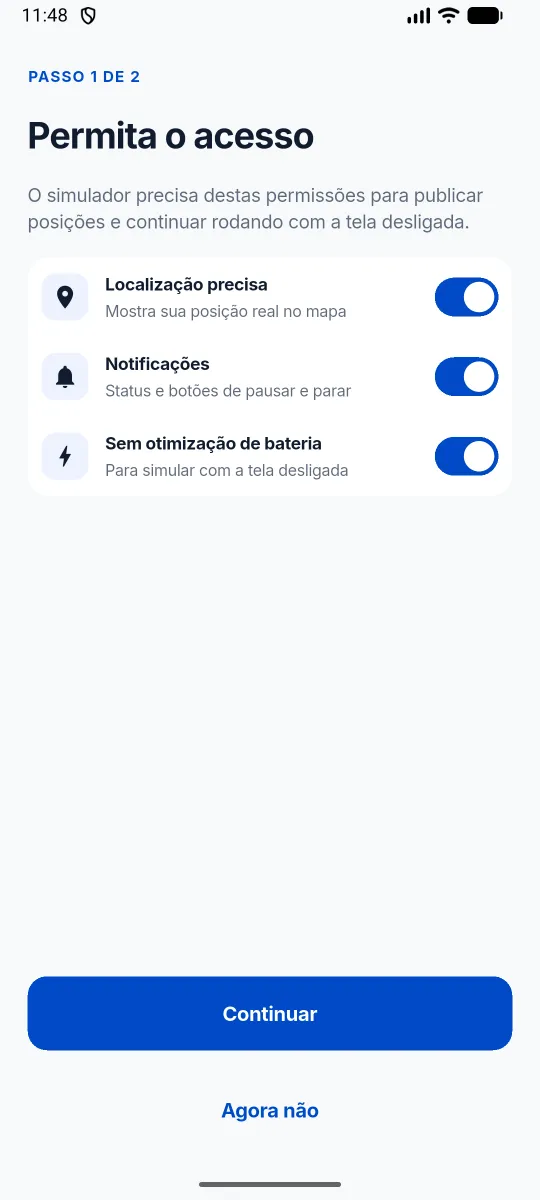 11:48
PASSO 1 DE 2
Permita o acesso
O simulador precisa destas permissões para publicar
posições e continuar rodando com a tela desligada.
Localização precisa
Mostra sua posição real no mapa
Notificações
Status e botões de pausar e parar
Sem otimização de bateria
Para simular com a tela desligada
Continuar
Agora não